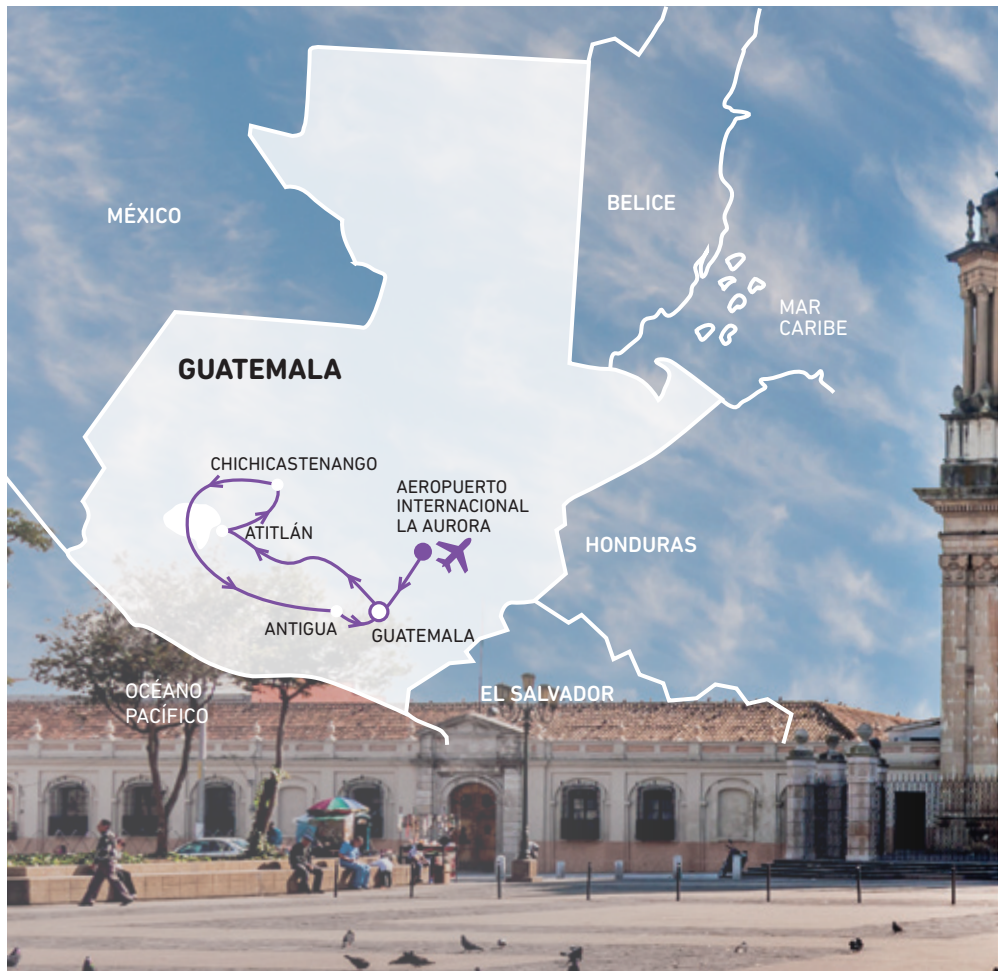 MÉXICO
BELICE
MAR
CARIBE
GUATEMALA
CHICHICASTENANGO
AEROPUERTO
INTERNACIONAL
LA AURORA
ATITLÁN
HONDURAS
ANTIGUA
GUATEMALA
OCÉANO
PACÍFICO
EL SALVADOR